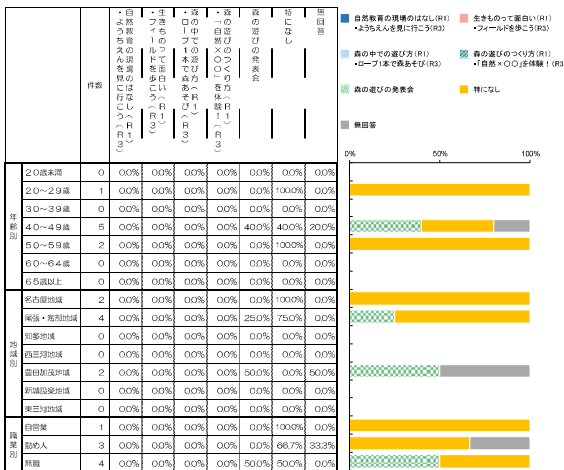 件数
・自然教育の現場のはなし（R1）
・ようちえんを見に行こう（R3）
・生きものって面白い（R1）
・フィールドを歩こう（R3）
・森の中での遊び方（R1）
・ロープ1本で森あそび（R3）
・森の遊びのつくり方（R1）
・「自然×〇〇」を体験！（R3）
森の遊びの発表会
特になし
無回答
年齢別
２０歳未満 0 0.0% 0.0% 0.0% 0.0% 0.0% 0.0% 0.0%
２０～２９歳 1 0.0% 0.0% 0.0% 0.0% 0.0% 100.0% 0.0%
３０～３９歳 0 0.0% 0.0% 0.0% 0.0% 0.0% 0.0% 0.0%
４０～４９歳 5 0.0% 0.0% 0.0% 0.0% 40.0% 40.0% 20.0%
５０～５９歳 2 0.0% 0.0% 0.0% 0.0% 0.0% 100.0% 0.0%
６０～６４歳 0 0.0% 0.0% 0.0% 0.0% 0.0% 0.0% 0.0%
６５歳以上 0 0.0% 0.0% 0.0% 0.0% 0.0% 0.0% 0.0%
地域別
名古屋地域 2 0.0% 0.0% 0.0% 0.0% 0.0% 100.0% 0.0%
尾張・海部地域 4 0.0% 0.0% 0.0% 0.0% 25.0% 75.0% 0.0%
知多地域 0 0.0% 0.0% 0.0% 0.0% 0.0% 0.0% 0.0%
西三河地域 0 0.0% 0.0% 0.0% 0.0% 0.0% 0.0% 0.0%
豊田加茂地域 2 0.0% 0.0% 0.0% 0.0% 50.0% 0.0% 50.0%
新城設楽地域 0 0.0% 0.0% 0.0% 0.0% 0.0% 0.0% 0.0%
東三河地域 0 0.0% 0.0% 0.0% 0.0% 0.0% 0.0% 0.0%
職業別
自営業 1 0.0% 0.0% 0.0% 0.0% 0.0% 100.0% 0.0%
勤め人 3 0.0% 0.0% 0.0% 0.0% 0.0% 66.7% 33.3%
無職 4 0.0% 0.0% 0.0% 0.0% 50.0% 50.0% 0.0%
自然教育の現場のはなし（R1）
・ようちえんを見に行こう（R3）
生きものって面白い（R1）
・フィールドを歩こう（R3）
森の中での遊び方（R1）
・ロープ1本で森あそび（R3）
森の遊びのつくり方（R1）
・「自然×〇〇」を体験！（R3
森の遊びの発表会
特になし
無回答
0% 50% 100%